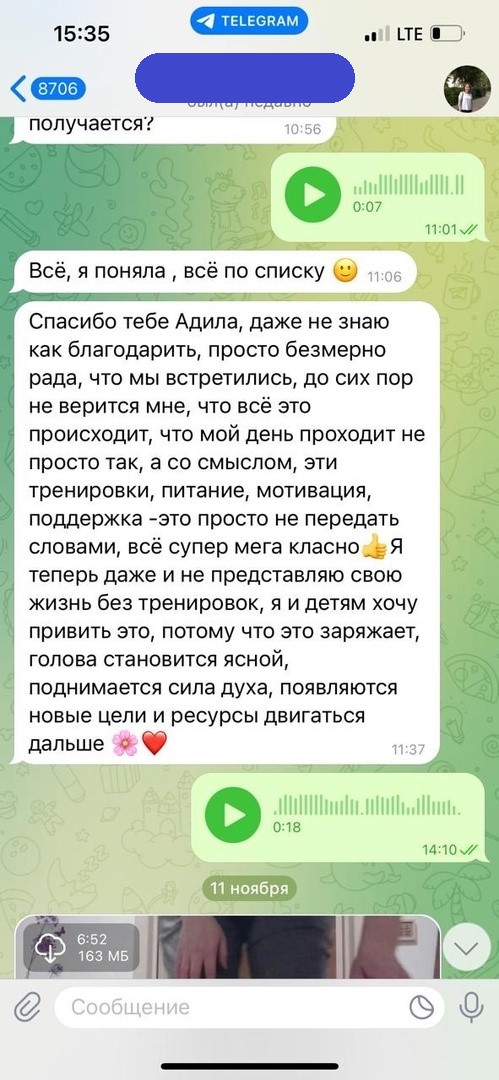 15:35
TELEGRAM
LTE
8706
был(а) недавно
получается?
10:56
0:07
11:01
Всё, я поняла , всё по списку 🙂
11:06
Спасибо тебе Адила, даже не знаю
как благодарить, просто безмерно
рада, что мы встретились, до сих пор
не верится мне, что всё это
происходит, что мой день проходит не
просто так, а со смыслом, эти
тренировки, питание, мотивация,
поддержка -это просто не передать
словами, всё супер мега класно👍Я
теперь даже и не представляю свою
жизнь без тренировок, я и детям хочу
привить это, потому что это заряжает,
голова становится ясной,
поднимается сила духа, появляются
новые цели и ресурсы двигаться
дальше 🌸❤️
11:37
0:18
14:10
11 ноября
6:52
163 МБ
Сообщение